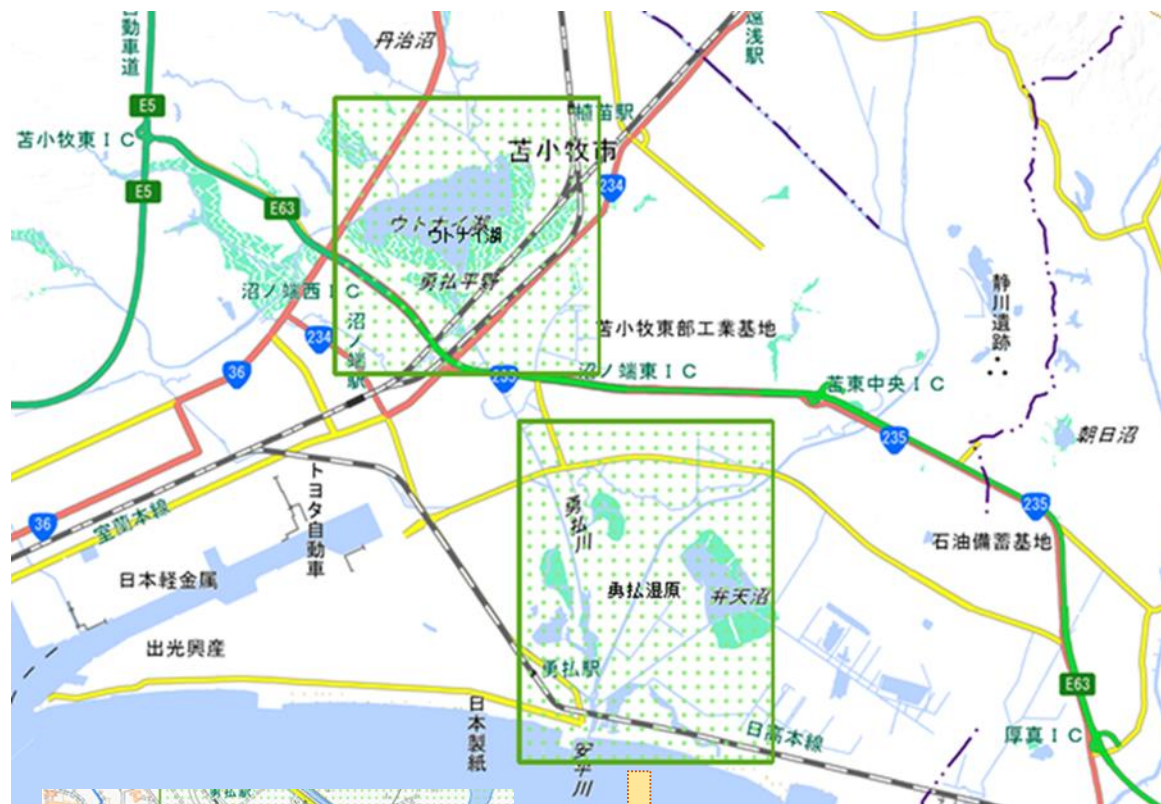 自動車道
丹治沼
遠浅駅
E5
苫小牧東IC
植苗駅
苫小牧市
E5
234
E63
ウトナイ湖
ウトナイ湖
勇払平野
沼ノ端西IC
静川遺跡
沼ノ端駅
234
苫小牧東部工業基地
36
235
沼ノ端東IC
苫東中央IC
235
朝日沼
トヨタ自動車
勇払川
235
36
室蘭本線
石油備蓄基地
日本軽金属
勇払湿原
弁天沼
出光興産
勇払駅
E63
日本製紙
日高本線
厚真IC
安平川
勇払駅